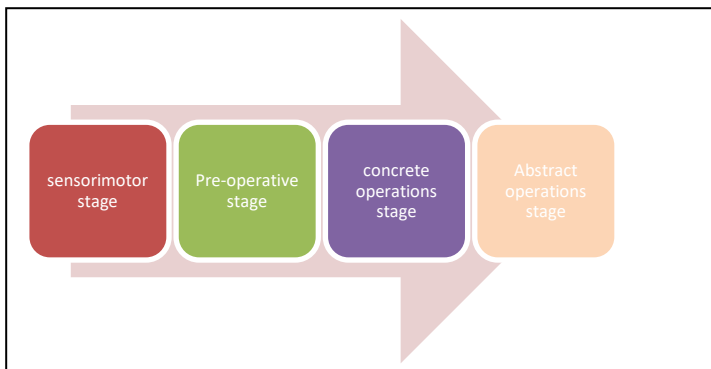 sensorimotor
stage
Pre-operative
stage
concrete
operations
stage
Abstract
operations
stage